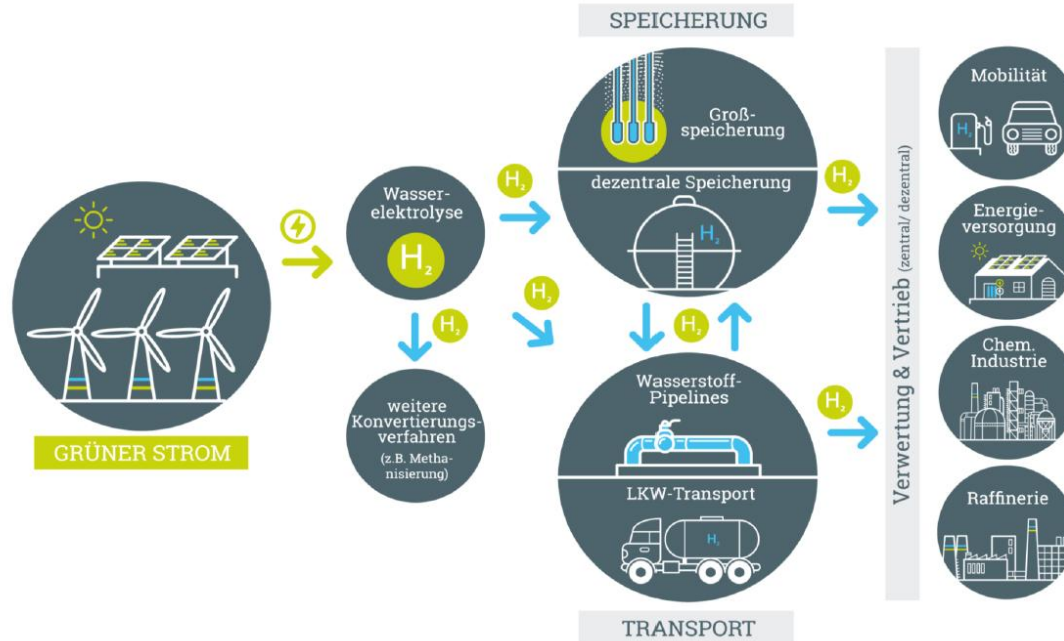 SPEICHERUNG
Groß-
speicherung
dezentrale Speicherung
H₂
GRÜNER STROM
Wasser-
elektrolyse
H₂
H₂
H₂
H₂
weitere
Konvertierungs-
verfahren
(z.B. Metha-
nisierung)
H₂
Wasserstoff-
Pipelines
LKW-Transport
H₂
TRANSPORT
H₂
H₂
Verwertung & Vertrieb (zentral/ dezentral)
Mobilität
H₂
Energie-
versorgung
Chem.
Industrie
Raffinerie